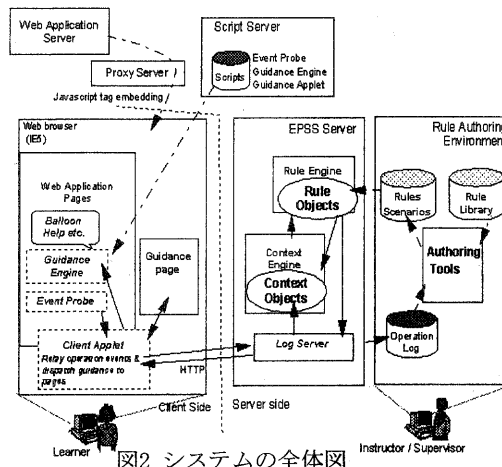 Web Application
Server
Proxy Server
Javascript tag embedding
Script Server
Scripts
Event Probe
Guidance Engine
Guidance Applet
Web browser
(IE5)
Web Application
Pages
Balloon
Help etc.
Guidance
Engine
Event Probe
Guidance
page
Client Applet
Relay operation events &
dispatch guidance to
pages
HTTP
Client Side
Learner
EPSS Server
Rule Engine
Rule
Objects
Context
Engine
Context
Objects
Log Server
Server side
Rule Authoring
Environment
Rules
Scenarios
Rule
Library
Authoring
Tools
Operation
Log
Instructor / Supervisor
図2 システムの全体図